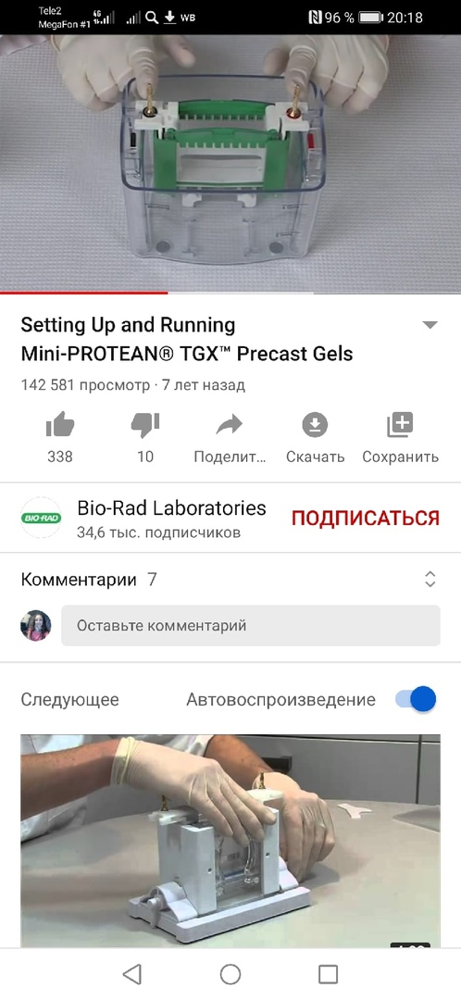 Tele2
MegaFon #1
4G
WB
96 %
20:18
Setting Up and Running
Mini-PROTEAN® TGX™ Precast Gels
142 581 просмотр · 7 лет назад
338
10
Поделит...
Скачать
Сохранить
BIO-RAD
Bio-Rad Laboratories
34,6 тыс. подписчиков
ПОДПИСАТЬСЯ
Комментарии 7
Оставьте комментарий
Следующее
Автовоспроизведение